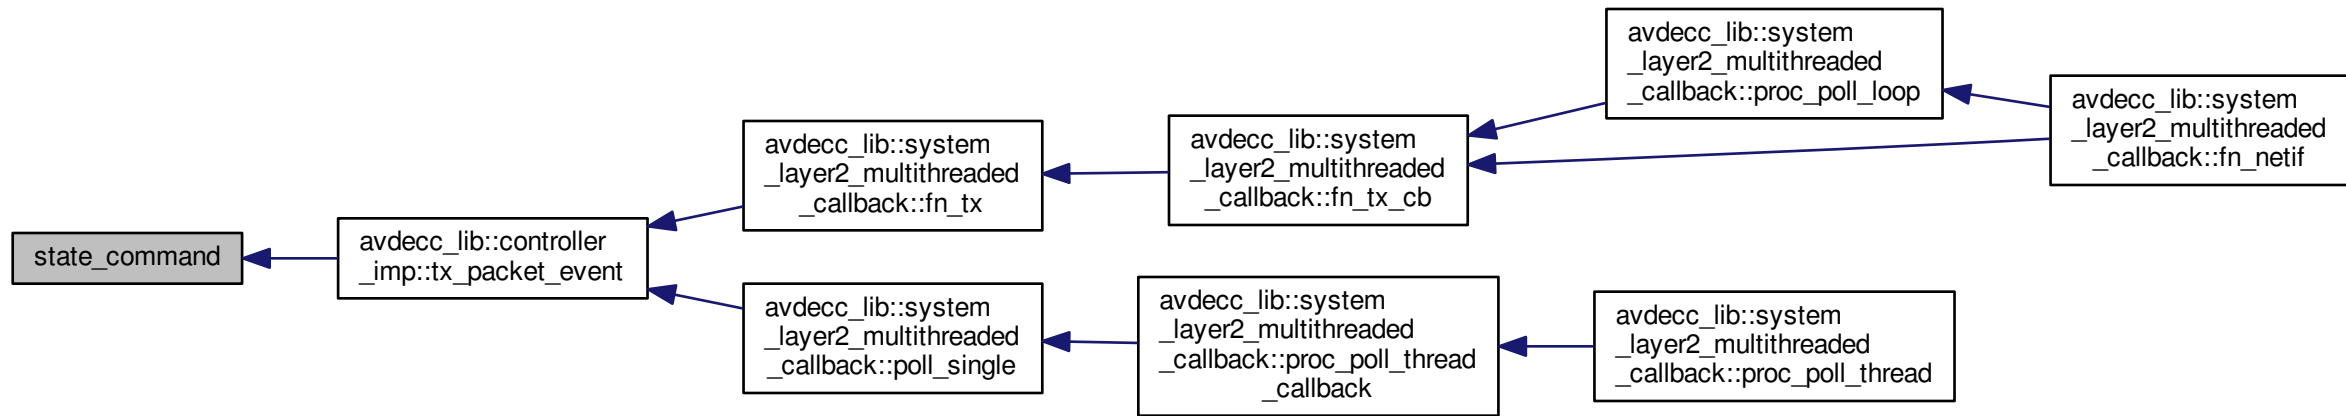 state_command
avdecc_lib::controller
_imp::tx_packet_event
avdecc_lib::system
_layer2_multithreaded
_callback::fn_tx
avdecc_lib::system
_layer2_multithreaded
_callback::poll_single
avdecc_lib::system
_layer2_multithreaded
_callback::fn_tx_cb
avdecc_lib::system
_layer2_multithreaded
_callback::proc_poll_thread
_callback
avdecc_lib::system
_layer2_multithreaded
_callback::proc_poll_loop
avdecc_lib::system
_layer2_multithreaded
_callback::proc_poll_thread
avdecc_lib::system
_layer2_multithreaded
_callback::fn_netif